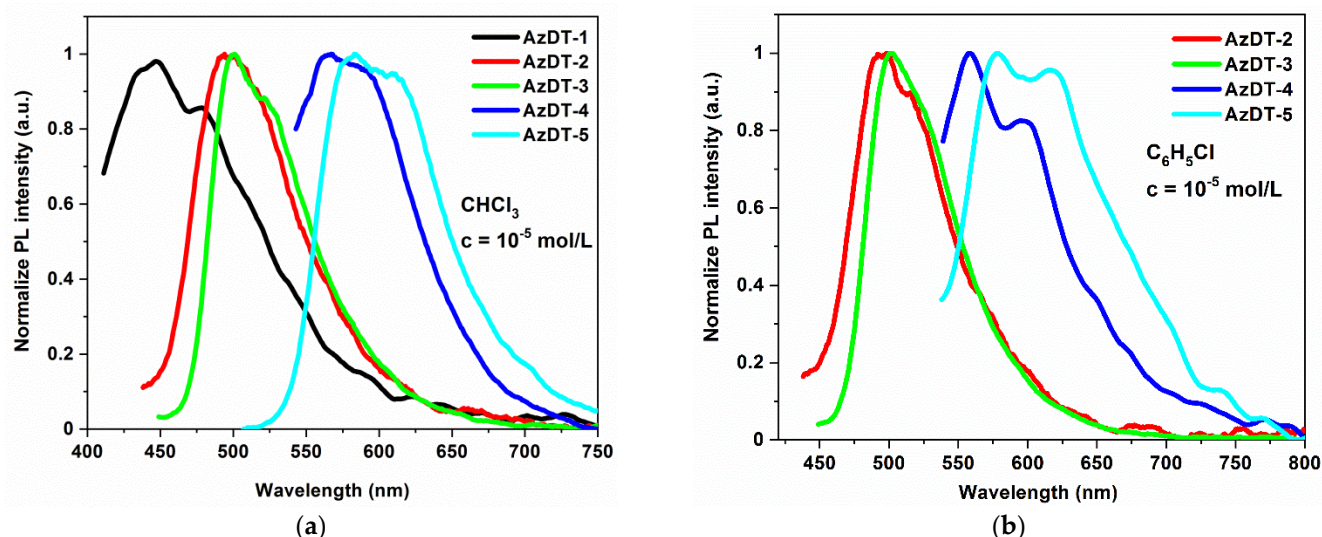 AzDT-1
AzDT-2
AzDT-3
AzDT-4
AzDT-5
CHCl₃
c = 10⁻⁵ mol/L
Normalize PL intensity (a.u.)
1
0.8
0.6
0.4
0.2
0
400 450 500 550 600 650 700 750
Wavelength (nm)
(a)
AzDT-2
AzDT-3
AzDT-4
AzDT-5
C₆H₅Cl
c = 10⁻⁵ mol/L
Normalize PL intensity (a.u.)
1
0.8
0.6
0.4
0.2
0
450 500 550 600 650 700 750 800
Wavelength (nm)
(b)